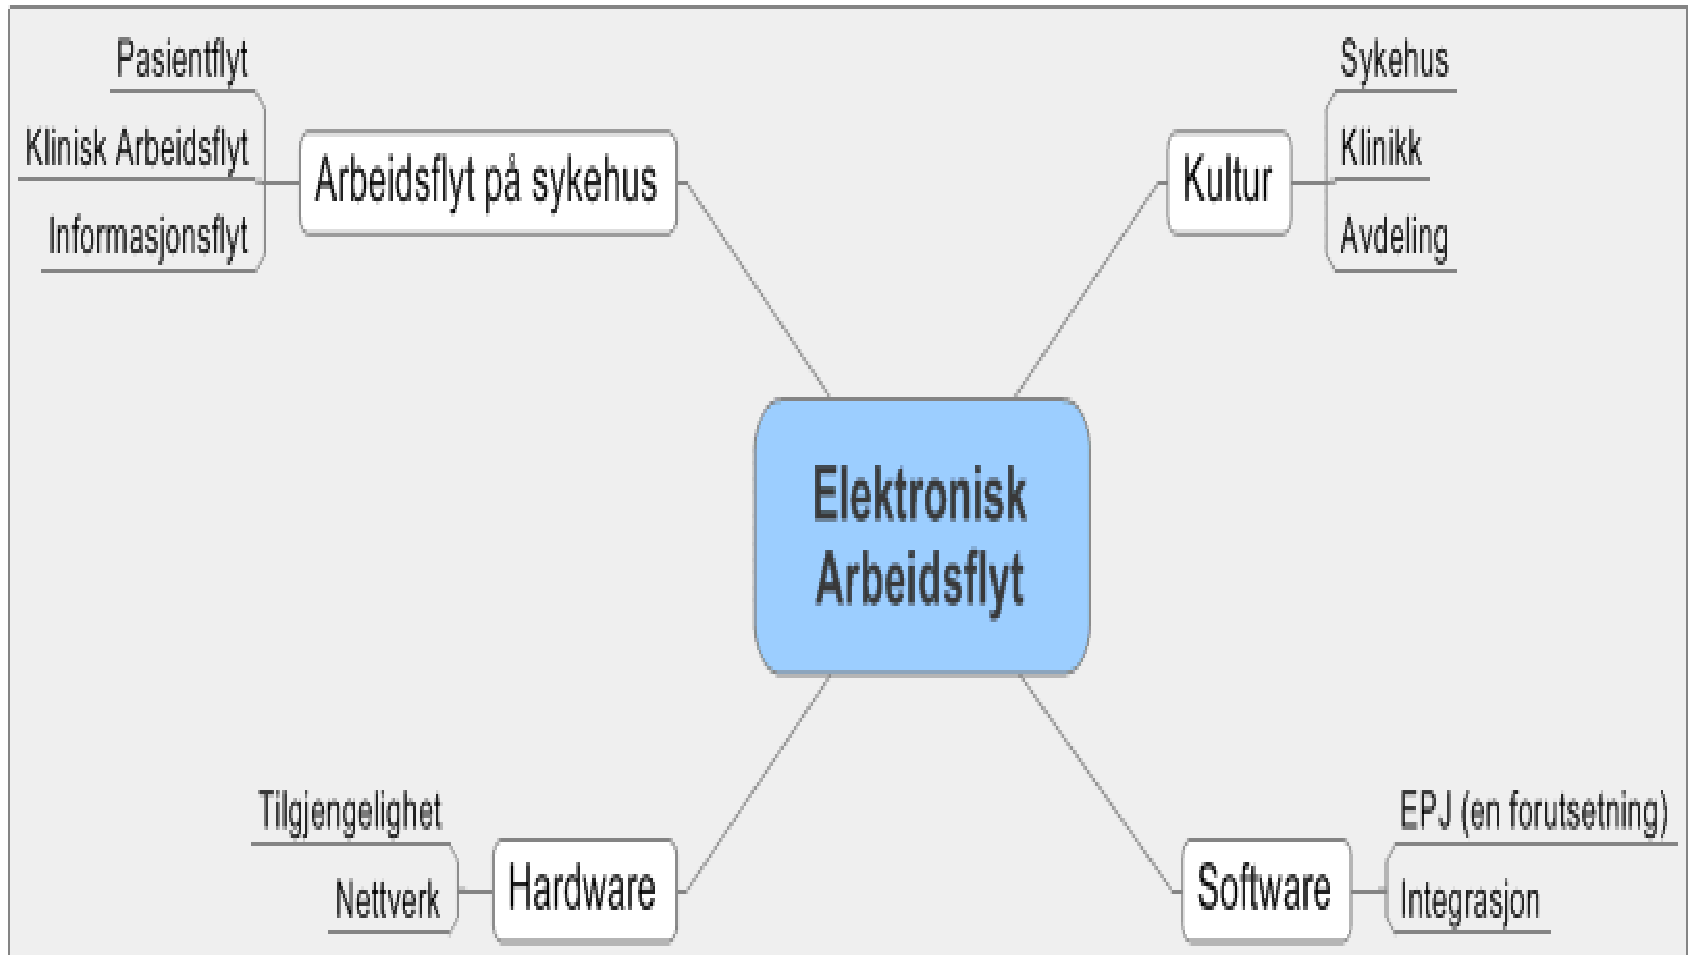 Pasientflyt
Klinisk Arbeidsflyt
Informasjonsflyt
Arbeidsflyt på sykehus
Kultur
Sykehus
Klinikk
Avdeling
Elektronisk
Arbeidsflyt
Tilgjengelighet
Nettverk
Hardware
Software
EPJ (en forutsetning)
Integrasjon